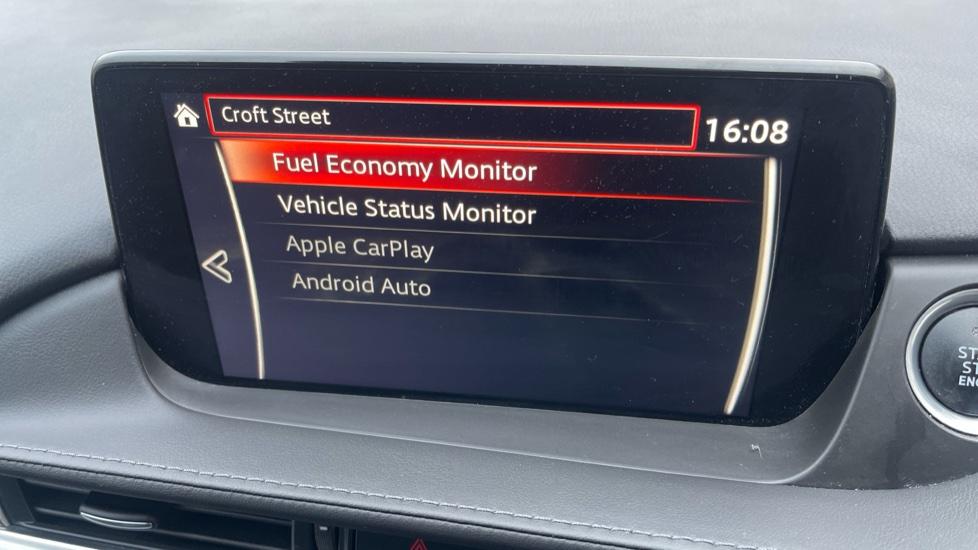 Croft Street
16:08
Fuel Economy Monitor
Vehicle Status Monitor
Apple CarPlay
Android Auto